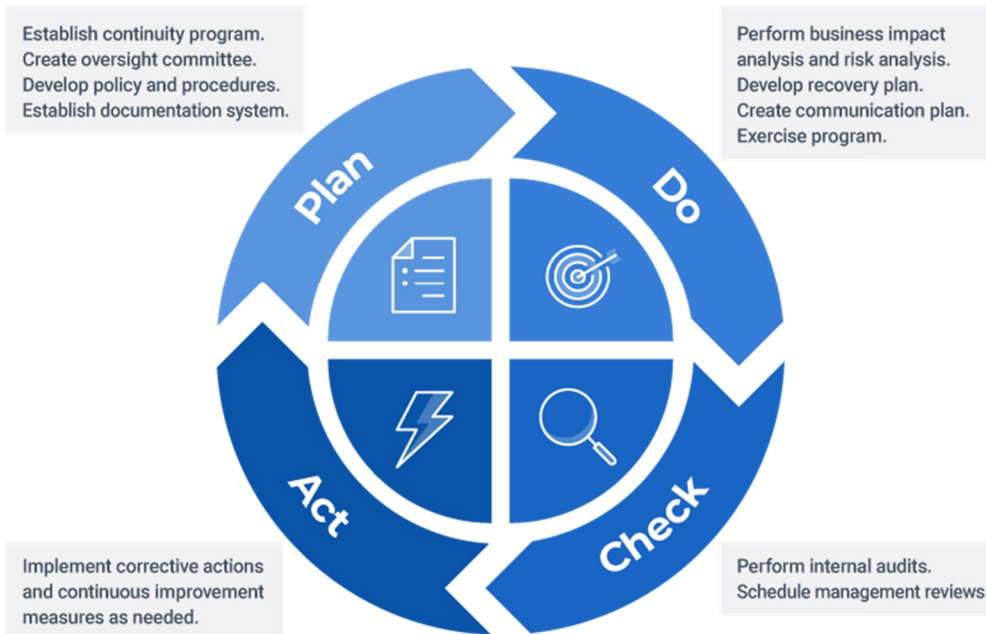 Establish continuity program.
Create oversight committee.
Develop policy and procedures.
Establish documentation system.
Perform business impact
analysis and risk analysis.
Develop recovery plan.
Create communication plan.
Exercise program.
Plan
Do
Act
Check
Implement corrective actions
and continuous improvement
measures as needed.
Perform internal audits.
Schedule management reviews